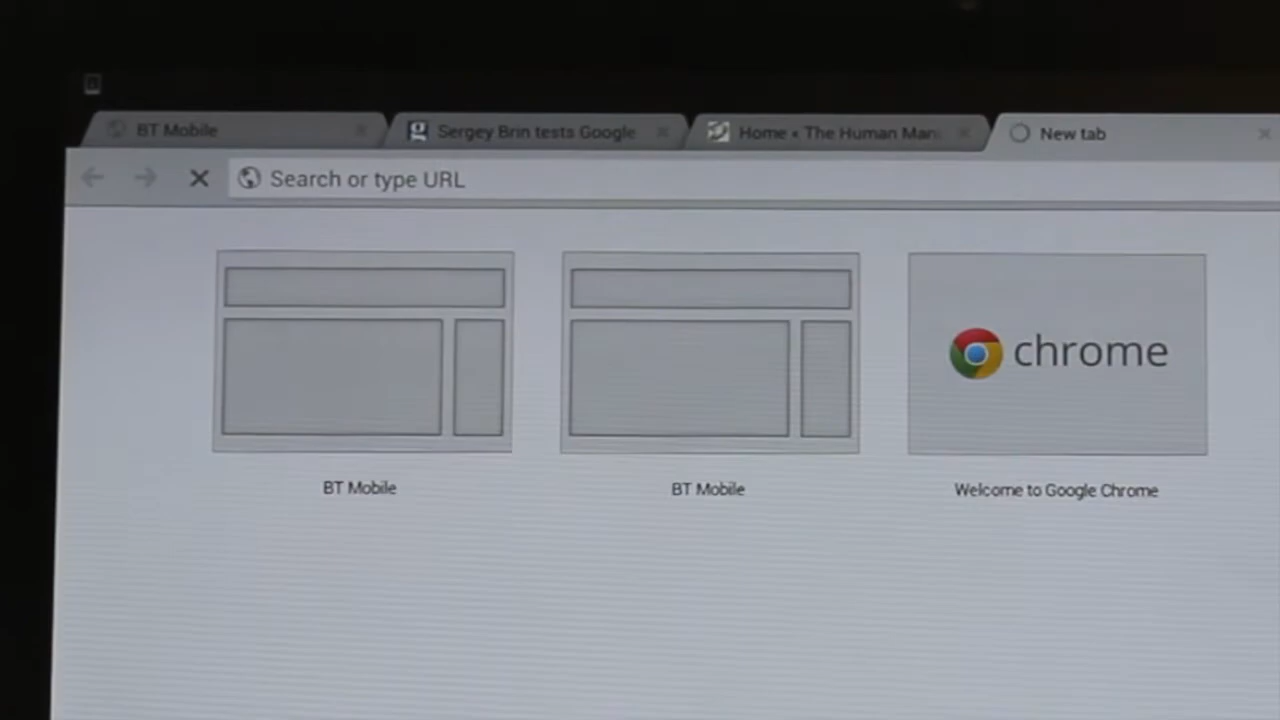 BT Mobile
Sergey Brin tests Google
Home « The Human Man
New tab
Search or type URL
chrome
BT Mobile
BT Mobile
Welcome to Google Chrome